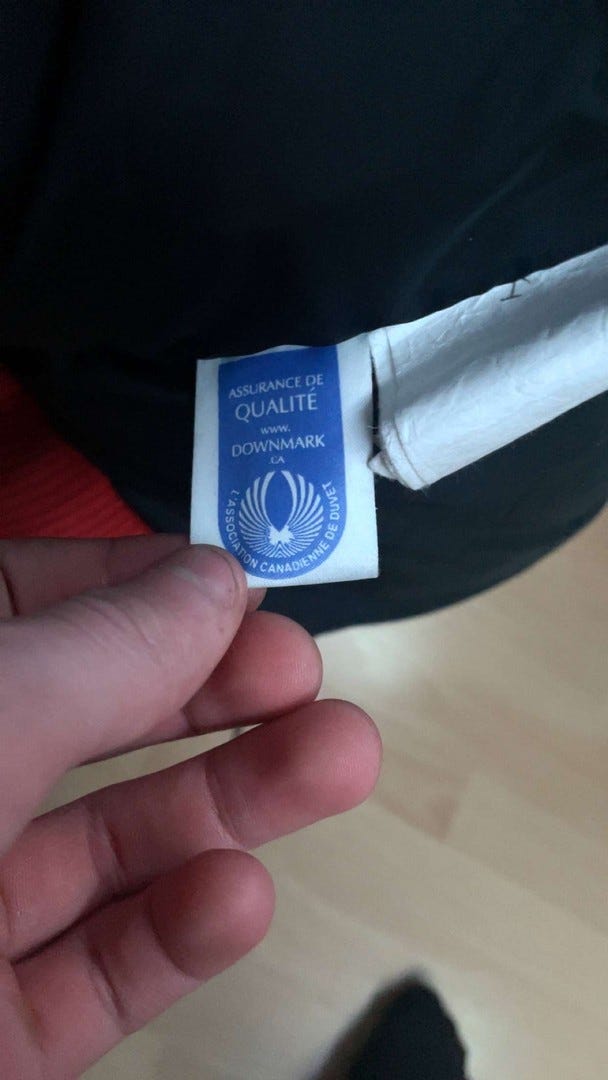 ASSURANCE DE
QUALITÉ
www.
DOWNMARK
.CA
L'ASSOCIATION CANADIENNE DE DUVET